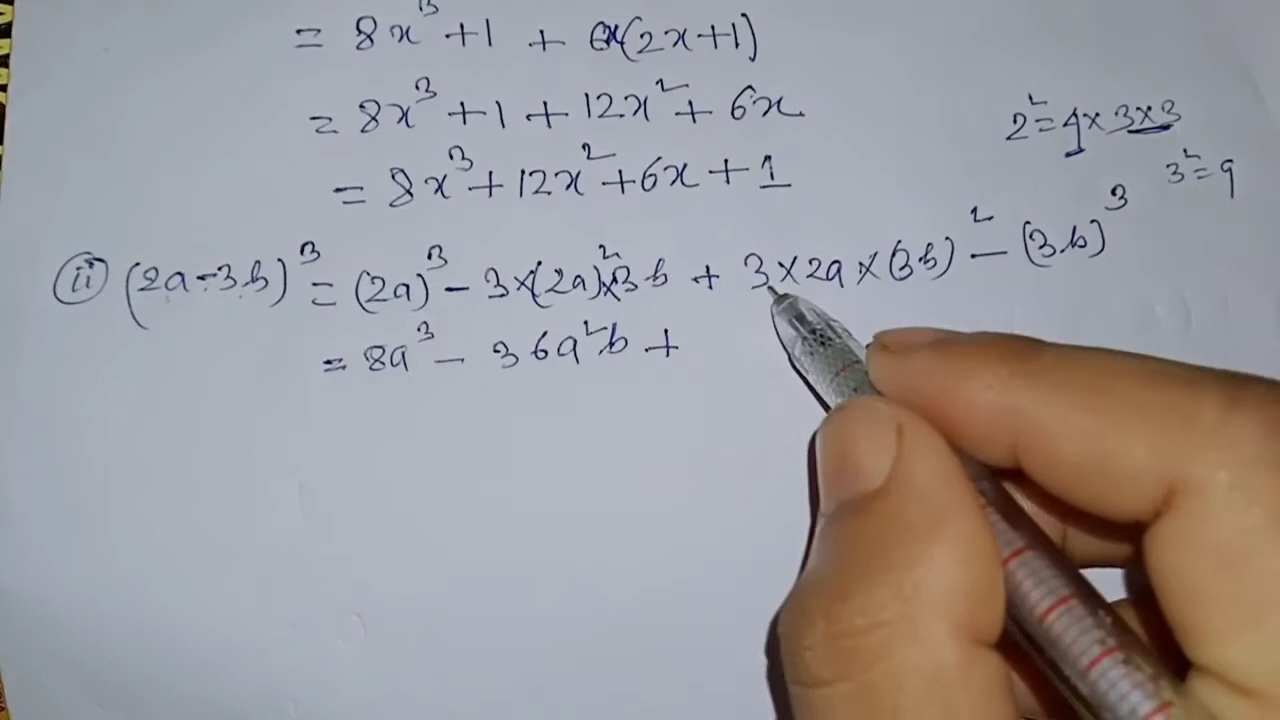 = 8x³ + 1 + 6x(2x+1)
= 8x³ + 1 + 12x² + 6x
= 8x³ + 12x² + 6x + 1
2² = 4 × 3 × 3
3² = 9
(ii) (2a - 3b)³ = (2a)³ - 3×(2a)²×3b + 3×2a×(3b)² - (3b)³
= 8a³ - 36a²b +